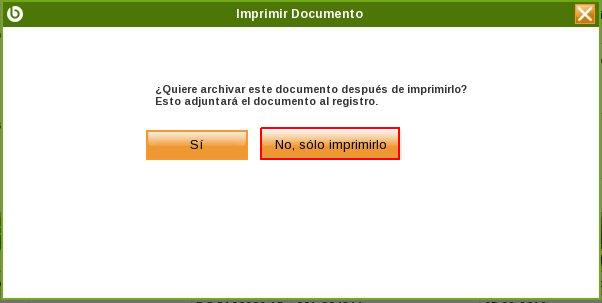 Imprimir Documento
¿Quiere archivar este documento después de imprimirlo?
Esto adjuntará el documento al registro.
Sí
No, sólo imprimirlo